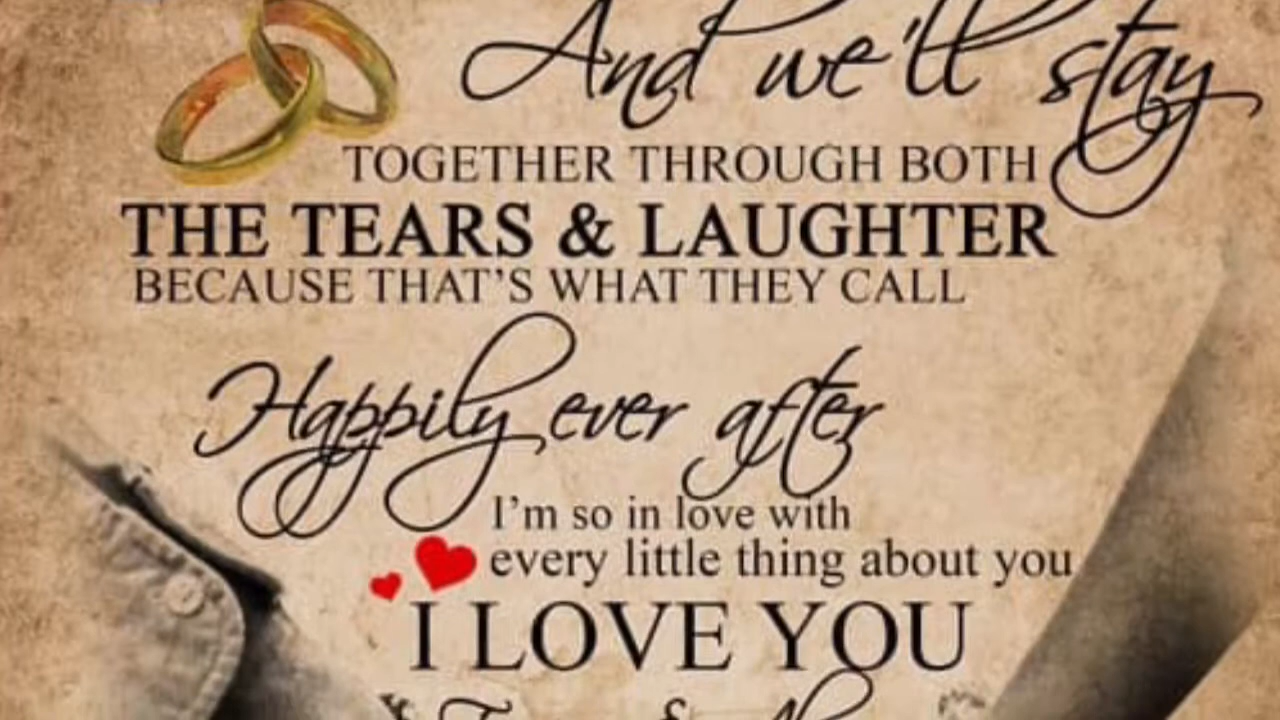 And we'll stay
TOGETHER THROUGH BOTH
THE TEARS & LAUGHTER
BECAUSE THAT'S WHAT THEY CALL
Happily ever after
I'm so in love with
every little thing about you
I LOVE YOU
&